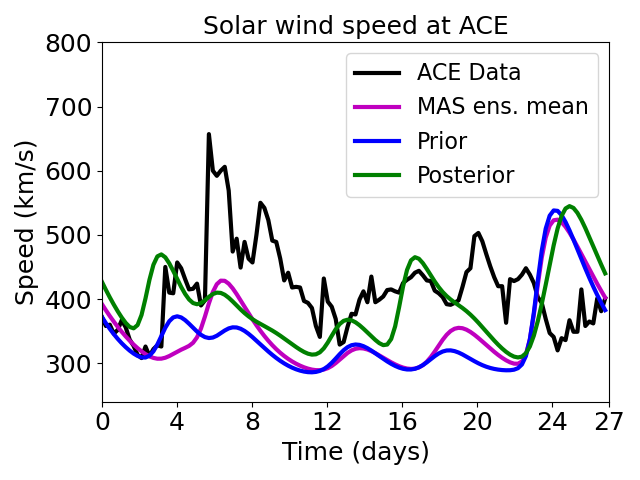 Solar wind speed at ACE
Speed (km/s)
800
700
600
500
400
300
ACE Data
MAS ens. mean
Prior
Posterior
0 4 8 12 16 20 24 27
Time (days)